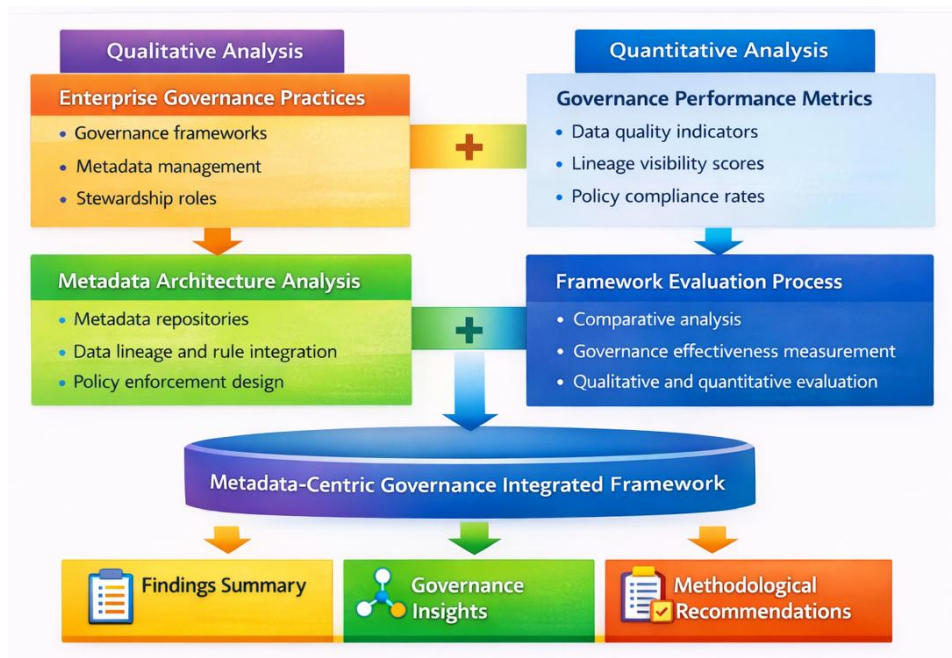 Qualitative Analysis
Enterprise Governance Practices
• Governance frameworks
• Metadata management
• Stewardship roles
+
Quantitative Analysis
Governance Performance Metrics
• Data quality indicators
• Lineage visibility scores
• Policy compliance rates
Metadata Architecture Analysis
• Metadata repositories
• Data lineage and rule integration
• Policy enforcement design
+
Framework Evaluation Process
• Comparative analysis
• Governance effectiveness measurement
• Qualitative and quantitative evaluation
Metadata-Centric Governance Integrated Framework
Findings Summary
Governance
Insights
Methodological
Recommendations